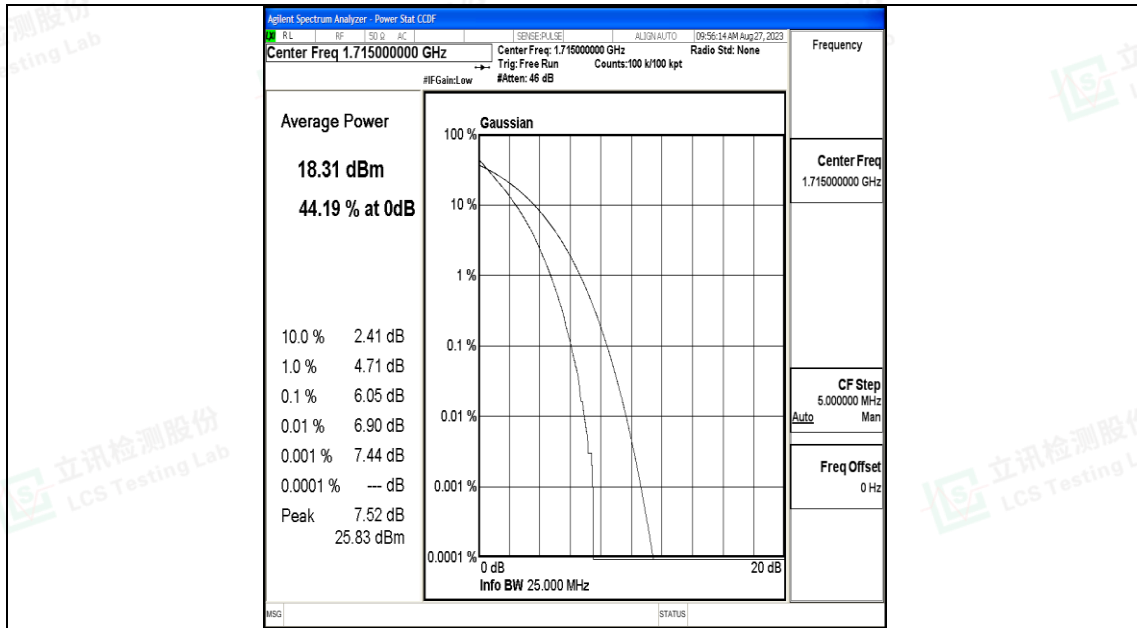 Agilent Spectrum Analyzer - Power Stat CCDF
LXI RL RF 50 Ω AC SENSE:PULSE ALIGN AUTO 09:56:14 AM Aug 27, 2023
Center Freq 1.715000000 GHz
Center Freq: 1.715000000 GHz Radio Std: None
Trig: Free Run Counts:100 k/100 kpt
#IFGain:Low #Atten: 46 dB
Frequency
Average Power
18.31 dBm
44.19 % at 0dB
10.0 % 2.41 dB
1.0 % 4.71 dB
0.1 % 6.05 dB
0.01 % 6.90 dB
0.001 % 7.44 dB
0.0001 % --- dB
Peak 7.52 dB
25.83 dBm
Gaussian
100 %
10 %
1 %
0.1 %
0.01 %
0.001 %
0.0001 %
0 dB 20 dB
Info BW 25.000 MHz
Center Freq
1.715000000 GHz
CF Step
5.000000 MHz
Auto Man
Freq Offset
0 Hz
MSG STATUS
立讯检测股份
LCS Testing Lab
立讯检测股份
LCS Testing L